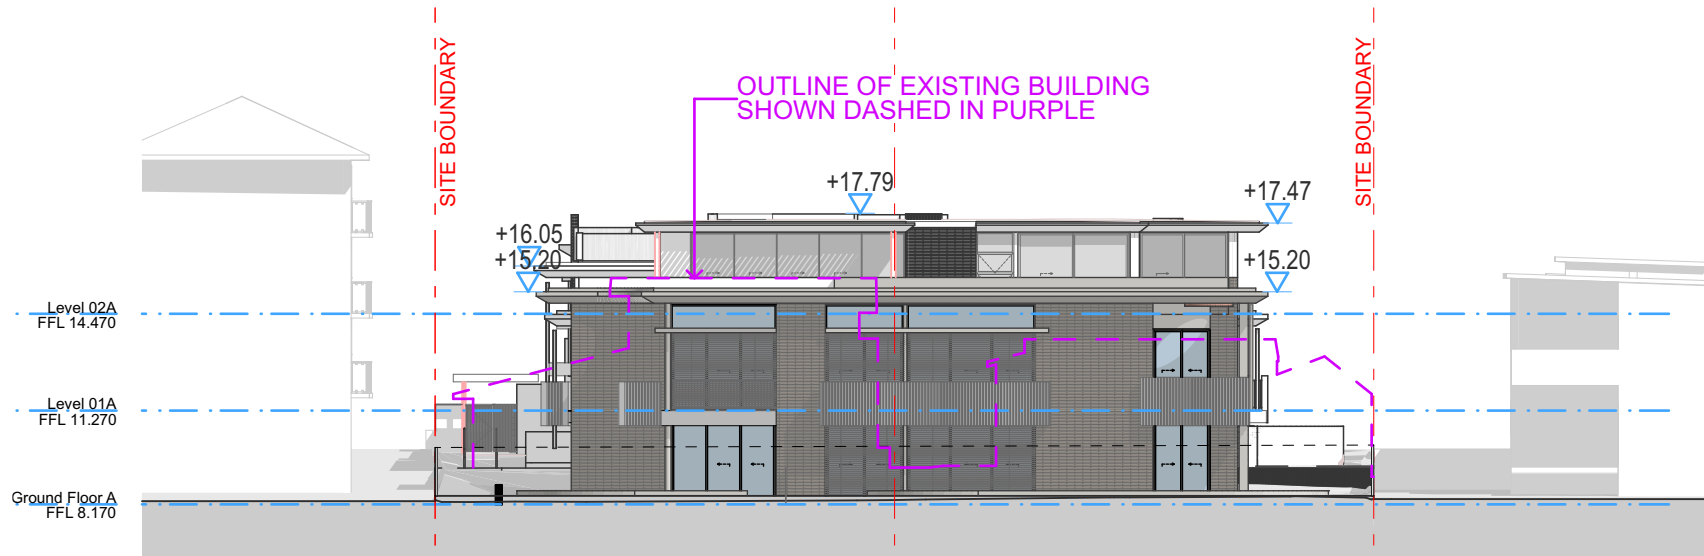 SITE BOUNDARY
OUTLINE OF EXISTING BUILDING
SHOWN DASHED IN PURPLE
SITE BOUNDARY
+17.79
+17.47
+16.05
+15.20
+15.20
Level 02A
FFL 14.470
Level 01A
FFL 11.270
Ground Floor A
FFL 8.170